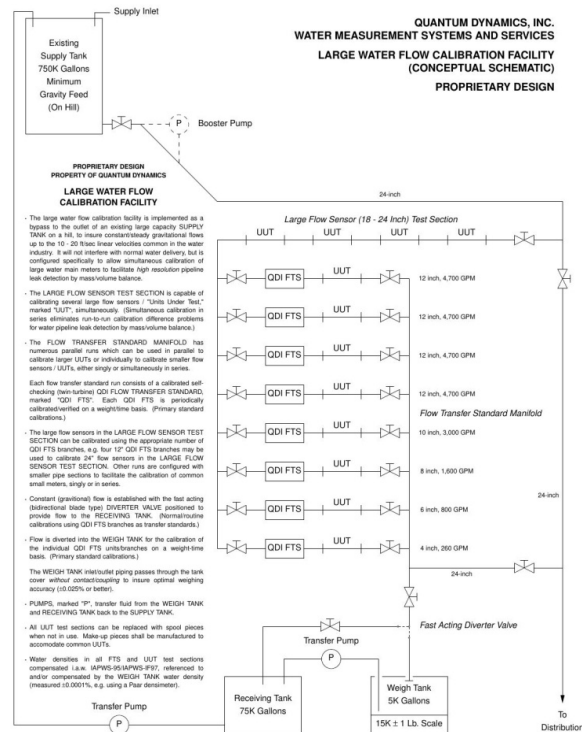 Supply Inlet
QUANTUM DYNAMICS, INC.
WATER MEASUREMENT SYSTEMS AND SERVICES
LARGE WATER FLOW CALIBRATION FACILITY
(CONCEPTUAL SCHEMATIC)
PROPRIETARY DESIGN
Existing
Supply Tank
750K Gallons
Minimum
Gravity Feed
(On Hill)
P
Booster Pump
PROPRIETARY DESIGN
PROPERTY OF QUANTUM DYNAMICS
LARGE WATER FLOW
CALIBRATION FACILITY
- The large water flow calibration facility is implemented as a
bypass to the outlet of an existing large capacity SUPPLY
TANK on a hill, to insure constant/steady gravitational flows
up to the 10 - 20 ft/sec linear velocities common in the water
industry. It will not interfere with normal water delivery, but is
configured specifically to allow simultaneous calibration of
large water main meters to facilitate high resolution pipeline
leak detection by mass/volume balance.
- The LARGE FLOW SENSOR TEST SECTION is capable of
calibrating several large flow sensors / "Units Under Test,"
marked "UUT", simultaneously. (Simultaneous calibration in
series eliminates run-to-run calibration difference problems
for water pipeline leak detection by mass/volume balance.)
- The FLOW TRANSFER STANDARD MANIFOLD has
numerous parallel runs which can be used in parallel to
calibrate larger UUTs or individually to calibrate smaller flow
sensors / UUTs, either singly or simultaneously in series.
Each flow transfer standard run consists of a calibrated self-
checking (twin-turbine) QDI FLOW TRANSFER STANDARD,
marked "QDI FTS". Each QDI FTS is periodically
calibrated/verified on a weight/time basis. (Primary standard
calibrations.)
- The large flow sensors in the LARGE FLOW SENSOR TEST
SECTION can be calibrated using the appropriate number of
QDI FTS branches, e.g. four 12" QDI FTS branches may be
used to calibrate 24" flow sensors in the LARGE FLOW
SENSOR TEST SECTION. Other runs are configured with
smaller pipe sections to facilitate the calibration of common
small meters, singly or in series.
- Constant (gravitational) flow is established with the fast acting
(bidirectional blade type) DIVERTER VALVE positioned to
provide flow to the RECEIVING TANK. (Normal/routine
calibrations using QDI FTS branches as transfer standards.)
- Flow is diverted into the WEIGH TANK for the calibration of
the individual QDI FTS units/branches on a weight-time
basis. (Primary standard calibrations.)
The WEIGH TANK inlet/outlet piping passes through the tank
cover without contact/coupling to insure optimal weighing
accuracy (±0.025% or better).
- PUMPS, marked "P", transfer fluid from the WEIGH TANK
and RECEIVING TANK back to the SUPPLY TANK.
- All UUT test sections can be replaced with spool pieces
when not in use. Make-up pieces shall be manufactured to
accomodate common UUTs.
- Water densities in all FTS and UUT test sections
compensated i.a.w. IAPWS-95/IAPWS-IF97, referenced to
and/or compensated by the WEIGH TANK water density
(measured ±0.0001%, e.g. using a Paar densimeter).
24-inch
Large Flow Sensor (18 - 24 Inch) Test Section
UUT UUT UUT UUT
QDI FTS UUT 12 inch, 4,700 GPM
QDI FTS UUT 12 inch, 4,700 GPM
QDI FTS UUT 12 inch, 4,700 GPM
QDI FTS UUT 12 inch, 4,700 GPM
Flow Transfer Standard Manifold
QDI FTS UUT 10 inch, 3,000 GPM
QDI FTS UUT 8 inch, 1,600 GPM
24-inch
QDI FTS UUT 6 inch, 800 GPM
QDI FTS UUT 4 inch, 260 GPM
24-inch
Fast Acting Diverter Valve
Transfer Pump
P
Receiving Tank
75K Gallons
Weigh Tank
5K Gallons
15K ± 1 Lb. Scale
Transfer Pump
P
To
Distribution